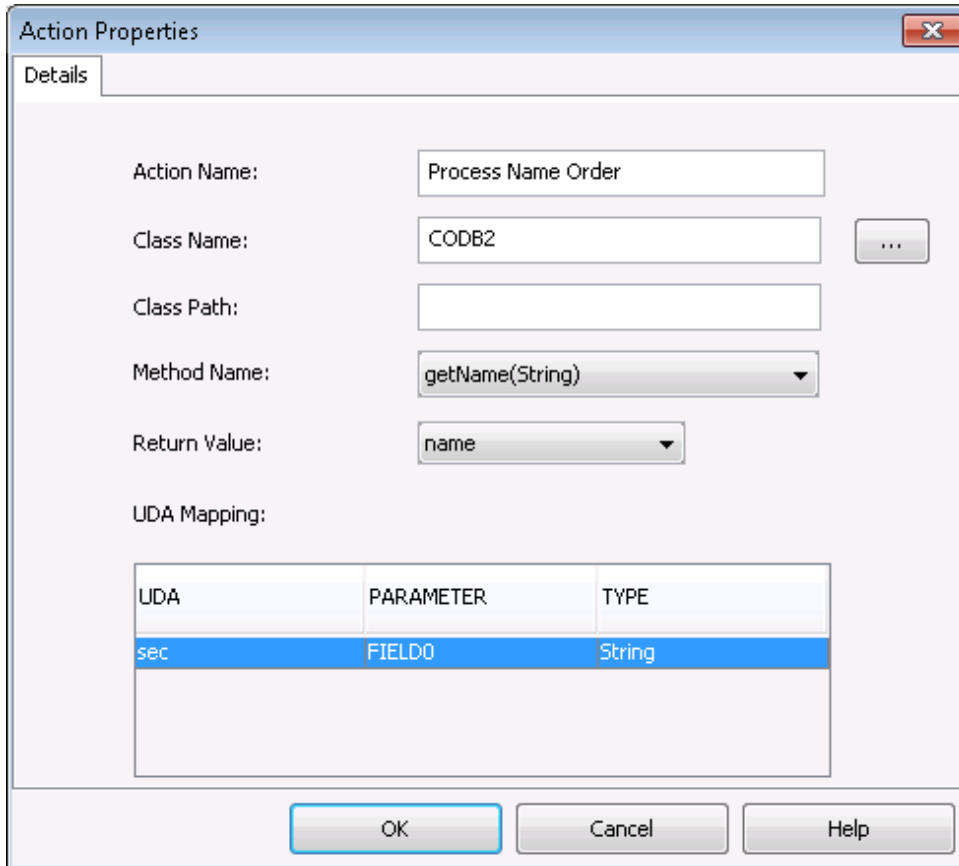 Action Properties
Details
Action Name: Process Name Order
Class Name: CODB2 ...
Class Path:
Method Name: getName(String)
Return Value: name
UDA Mapping:
UDA PARAMETER TYPE
sec FIELD0 String
OK Cancel Help